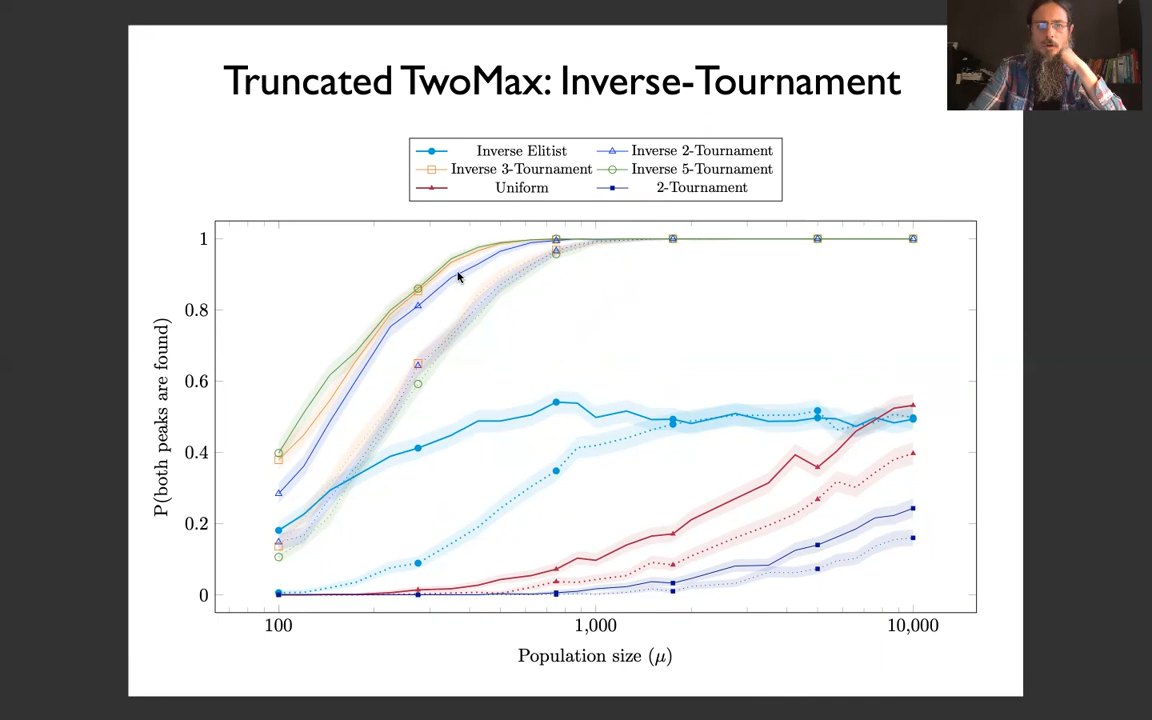 Truncated TwoMax: Inverse-Tournament
Inverse Elitist
Inverse 2-Tournament
Inverse 3-Tournament
Inverse 5-Tournament
Uniform
2-Tournament
1
0.8
0.6
0.4
0.2
0
P(both peaks are found)
100
1,000
10,000
Population size (μ)